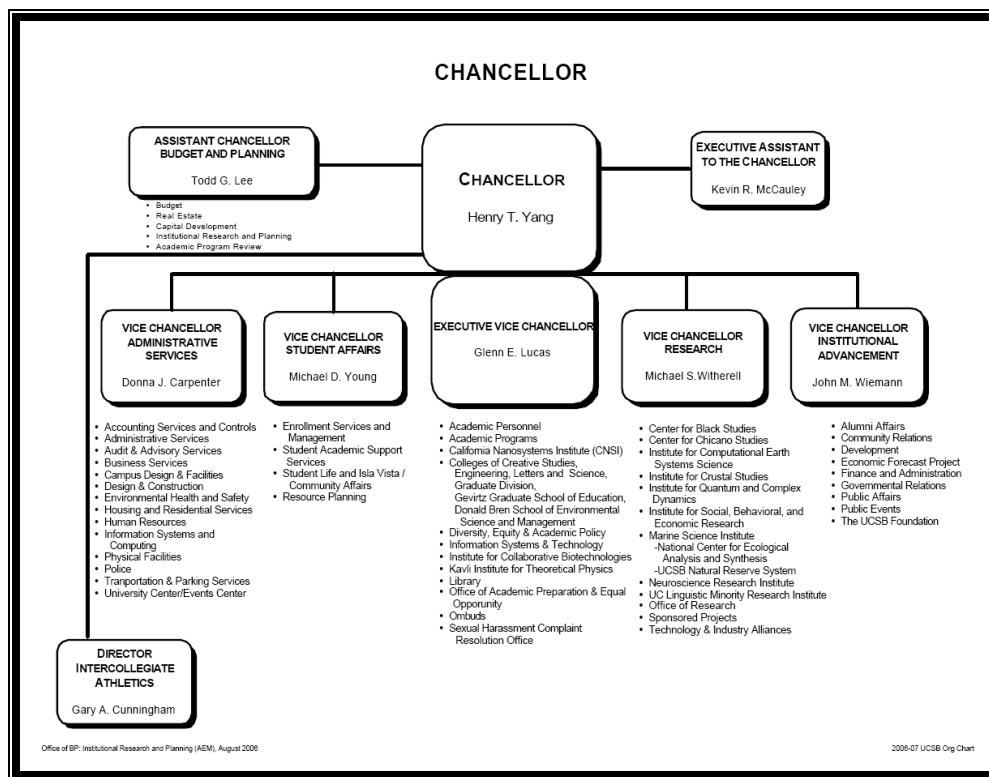 CHANCELLOR
ASSISTANT CHANCELLOR
BUDGET AND PLANNING
Todd G. Lee
• Budget
• Real Estate
• Capital Development
• Institutional Research and Planning
• Academic Program Review
CHANCELLOR
Henry T. Yang
EXECUTIVE ASSISTANT
TO THE CHANCELLOR
Kevin R. McCauley
VICE CHANCELLOR
ADMINISTRATIVE
SERVICES
Donna J. Carpenter
• Accounting Services and Controls
• Administrative Services
• Audit & Advisory Services
• Business Services
• Campus Design & Facilities
• Design & Construction
• Environmental Health and Safety
• Housing and Residential Services
• Human Resources
• Information Systems and
Computing
• Physical Facilities
• Police
• Tranportation & Parking Services
• University Center/Events Center
VICE CHANCELLOR
STUDENT AFFAIRS
Michael D. Young
• Enrollment Services and
Management
• Student Academic Support
Services
• Student Life and Isla Vista /
Community Affairs
• Resource Planning
EXECUTIVE VICE CHANCELLOR
Glenn E. Lucas
• Academic Personnel
• Academic Programs
• California Nanosystems Institute (CNSI)
• Colleges of Creative Studies,
Engineering, Letters and Science,
Graduate Division,
Gevirtz Graduate School of Education,
Donald Bren School of Environmental
Science and Management
• Diversity, Equity & Academic Policy
• Information Systems & Technology
• Institute for Collaborative Biotechnologies
• Kavli Institute for Theoretical Physics
• Library
• Office of Academic Preparation & Equal
Opporunity
• Ombuds
• Sexual Harassment Complaint
Resolution Office
VICE CHANCELLOR
RESEARCH
Michael S.Witherell
• Center for Black Studies
• Center for Chicano Studies
• Institute for Computational Earth
Systems Science
• Institute for Crustal Studies
• Institute for Quantum and Complex
Dynamics
• Institute for Social, Behavioral, and
Economic Research
• Marine Science Institute
-National Center for Ecological
Analysis and Synthesis
-UCSB Natural Reserve System
• Neuroscience Research Institute
• UC Linguistic Minority Research Institute
• Office of Research
• Sponsored Projects
• Technology & Industry Alliances
VICE CHANCELLOR
INSTITUTIONAL
ADVANCEMENT
John M. Wiemann
• Alumni Affairs
• Community Relations
• Development
• Economic Forecast Project
• Finance and Administration
• Governmental Relations
• Public Affairs
• Public Events
• The UCSB Foundation
DIRECTOR
INTERCOLLEGIATE
ATHLETICS
Gary A. Cunningham
Office of BP: Institutional Research and Planning (AEM), August 2006
2006-07 UCSB Org Chart